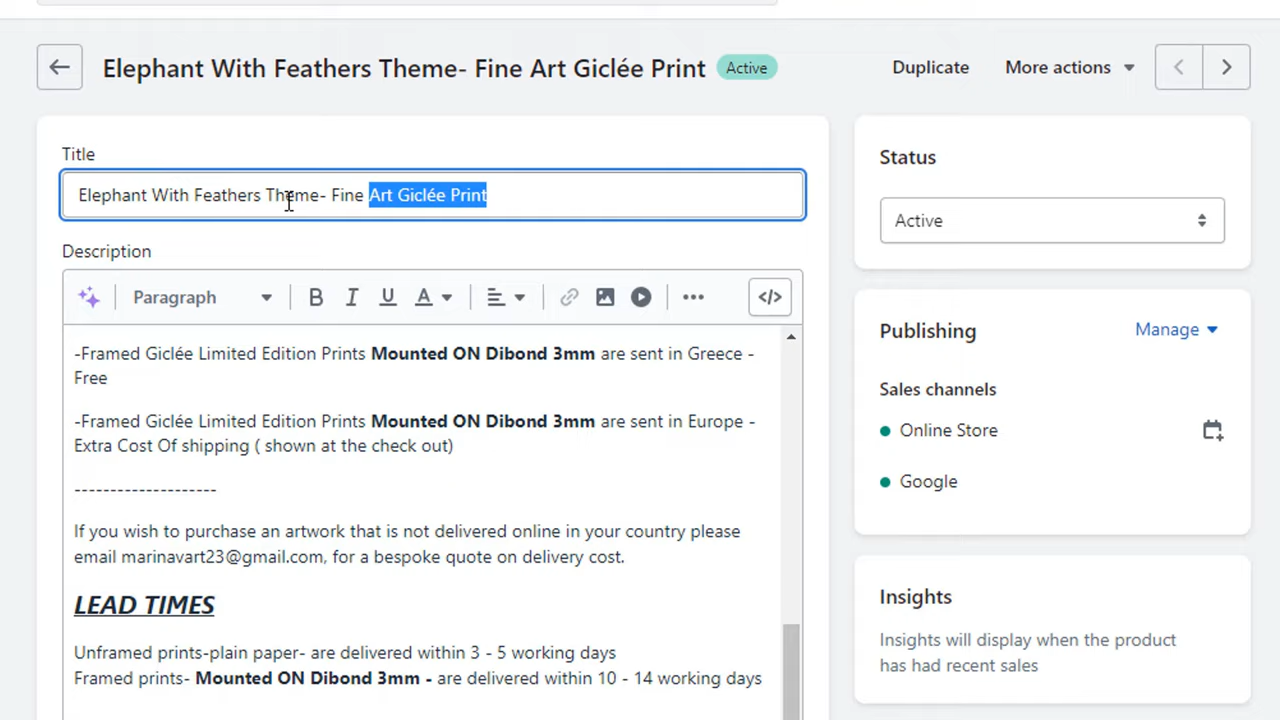 Elephant With Feathers Theme- Fine Art Giclée Print Active
Duplicate More actions
Title
Elephant With Feathers Theme- Fine Art Giclée Print
Description
Paragraph B I U A ••• </>
-Framed Giclée Limited Edition Prints Mounted ON Dibond 3mm are sent in Greece -
Free
-Framed Giclée Limited Edition Prints Mounted ON Dibond 3mm are sent in Europe -
Extra Cost Of shipping ( shown at the check out)
--------------------
If you wish to purchase an artwork that is not delivered online in your country please
email marinavart23@gmail.com, for a bespoke quote on delivery cost.
LEAD TIMES
Unframed prints-plain paper- are delivered within 3 - 5 working days
Framed prints- Mounted ON Dibond 3mm - are delivered within 10 - 14 working days
Status
Active
Publishing Manage
Sales channels
Online Store
Google
Insights
Insights will display when the product
has had recent sales